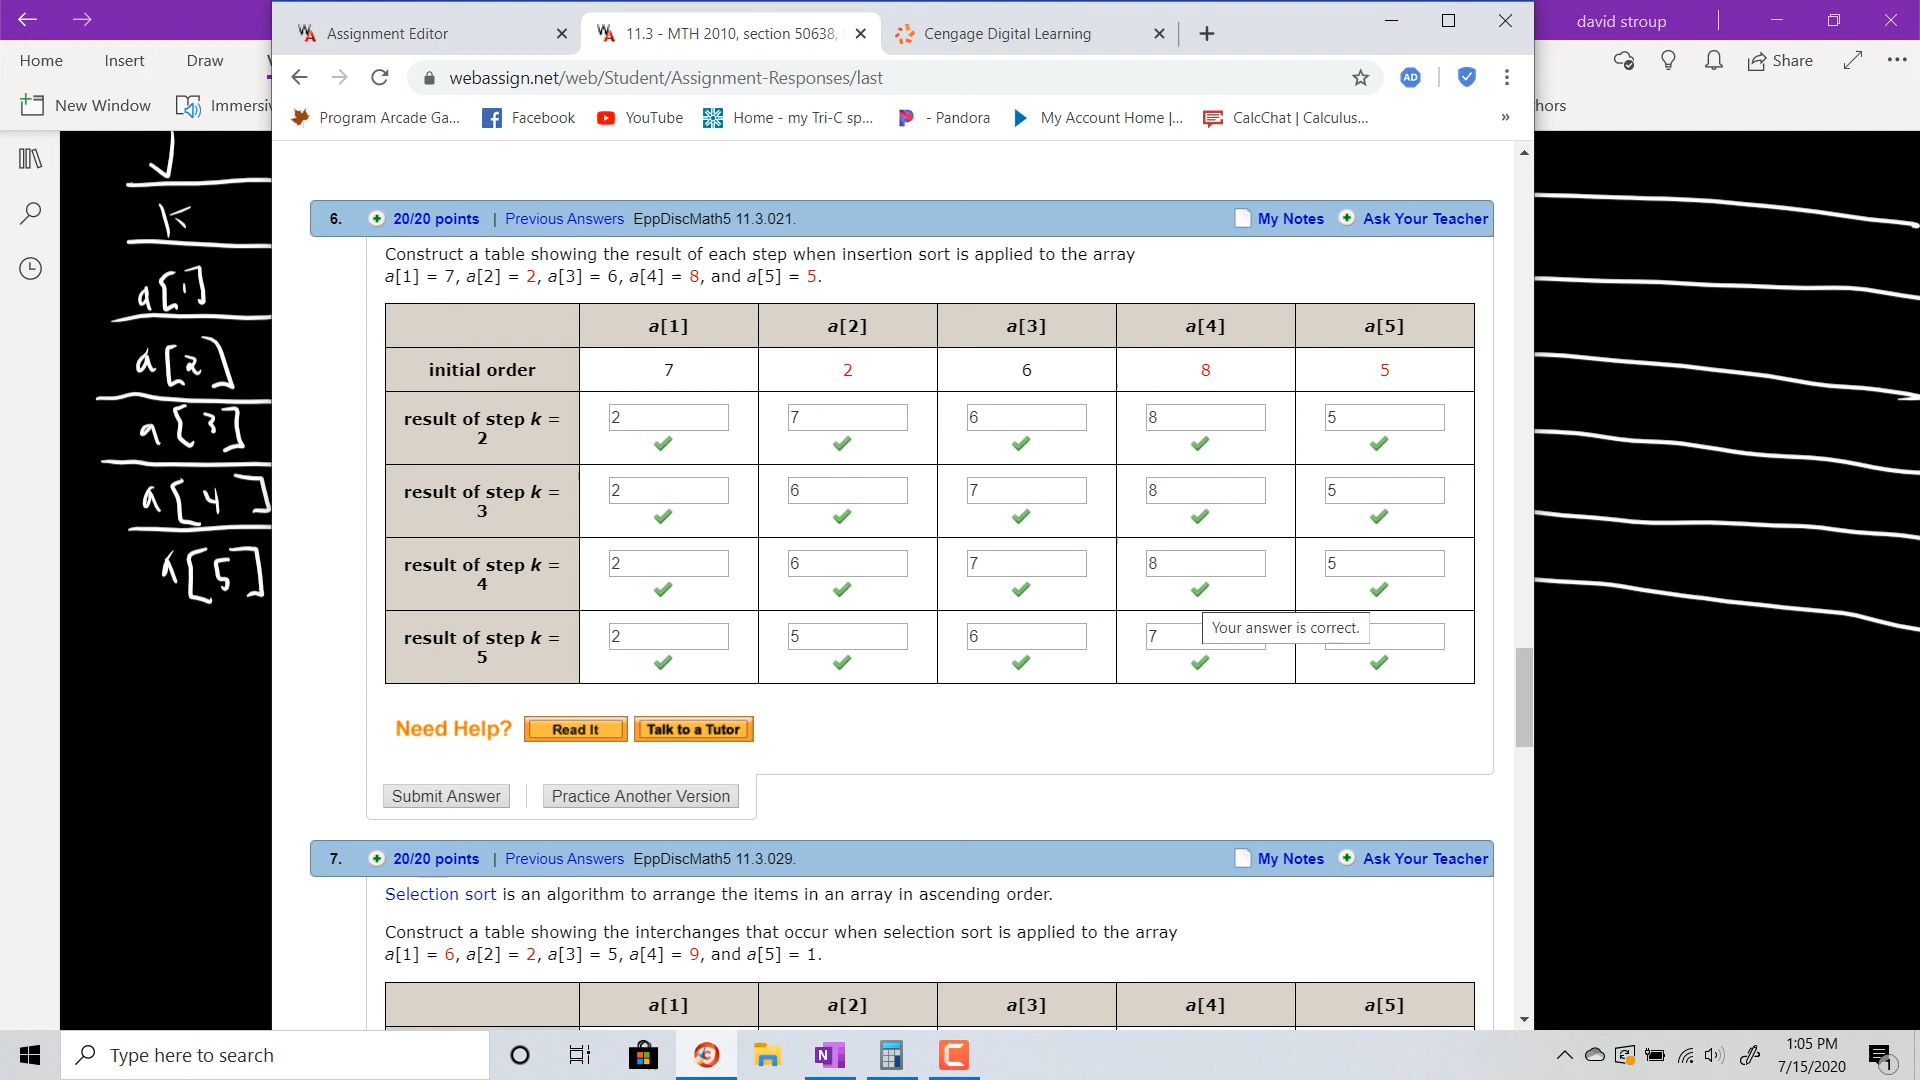 Assignment Editor
11.3 - MTH 2010, section 50638,
Cengage Digital Learning
david stroup
Home
Insert
Draw
Share
webassign.net/web/Student/Assignment-Responses/last
AD
New Window
Immersi
hors
Program Arcade Ga...
Facebook
YouTube
Home - my Tri-C sp...
- Pandora
My Account Home |...
CalcChat | Calculus...
»
k
a[1]
a[2]
a[3]
a[4]
a[5]
6.
20/20 points | Previous Answers EppDiscMath5 11.3.021.
My Notes
Ask Your Teacher
Construct a table showing the result of each step when insertion sort is applied to the array
a[1] = 7, a[2] = 2, a[3] = 6, a[4] = 8, and a[5] = 5.
a[1] a[2] a[3] a[4] a[5]
initial order 7 2 6 8 5
result of step k = 2 7 6 8 5
2
result of step k = 2 6 7 8 5
3
result of step k = 2 6 7 8 5
4
result of step k = 2 5 6 7
5
Your answer is correct.
Need Help? Read It Talk to a Tutor
Submit Answer
Practice Another Version
7.
20/20 points | Previous Answers EppDiscMath5 11.3.029.
My Notes
Ask Your Teacher
Selection sort is an algorithm to arrange the items in an array in ascending order.
Construct a table showing the interchanges that occur when selection sort is applied to the array
a[1] = 6, a[2] = 2, a[3] = 5, a[4] = 9, and a[5] = 1.
a[1] a[2] a[3] a[4] a[5]
Type here to search
N
1:05 PM
7/15/2020
1